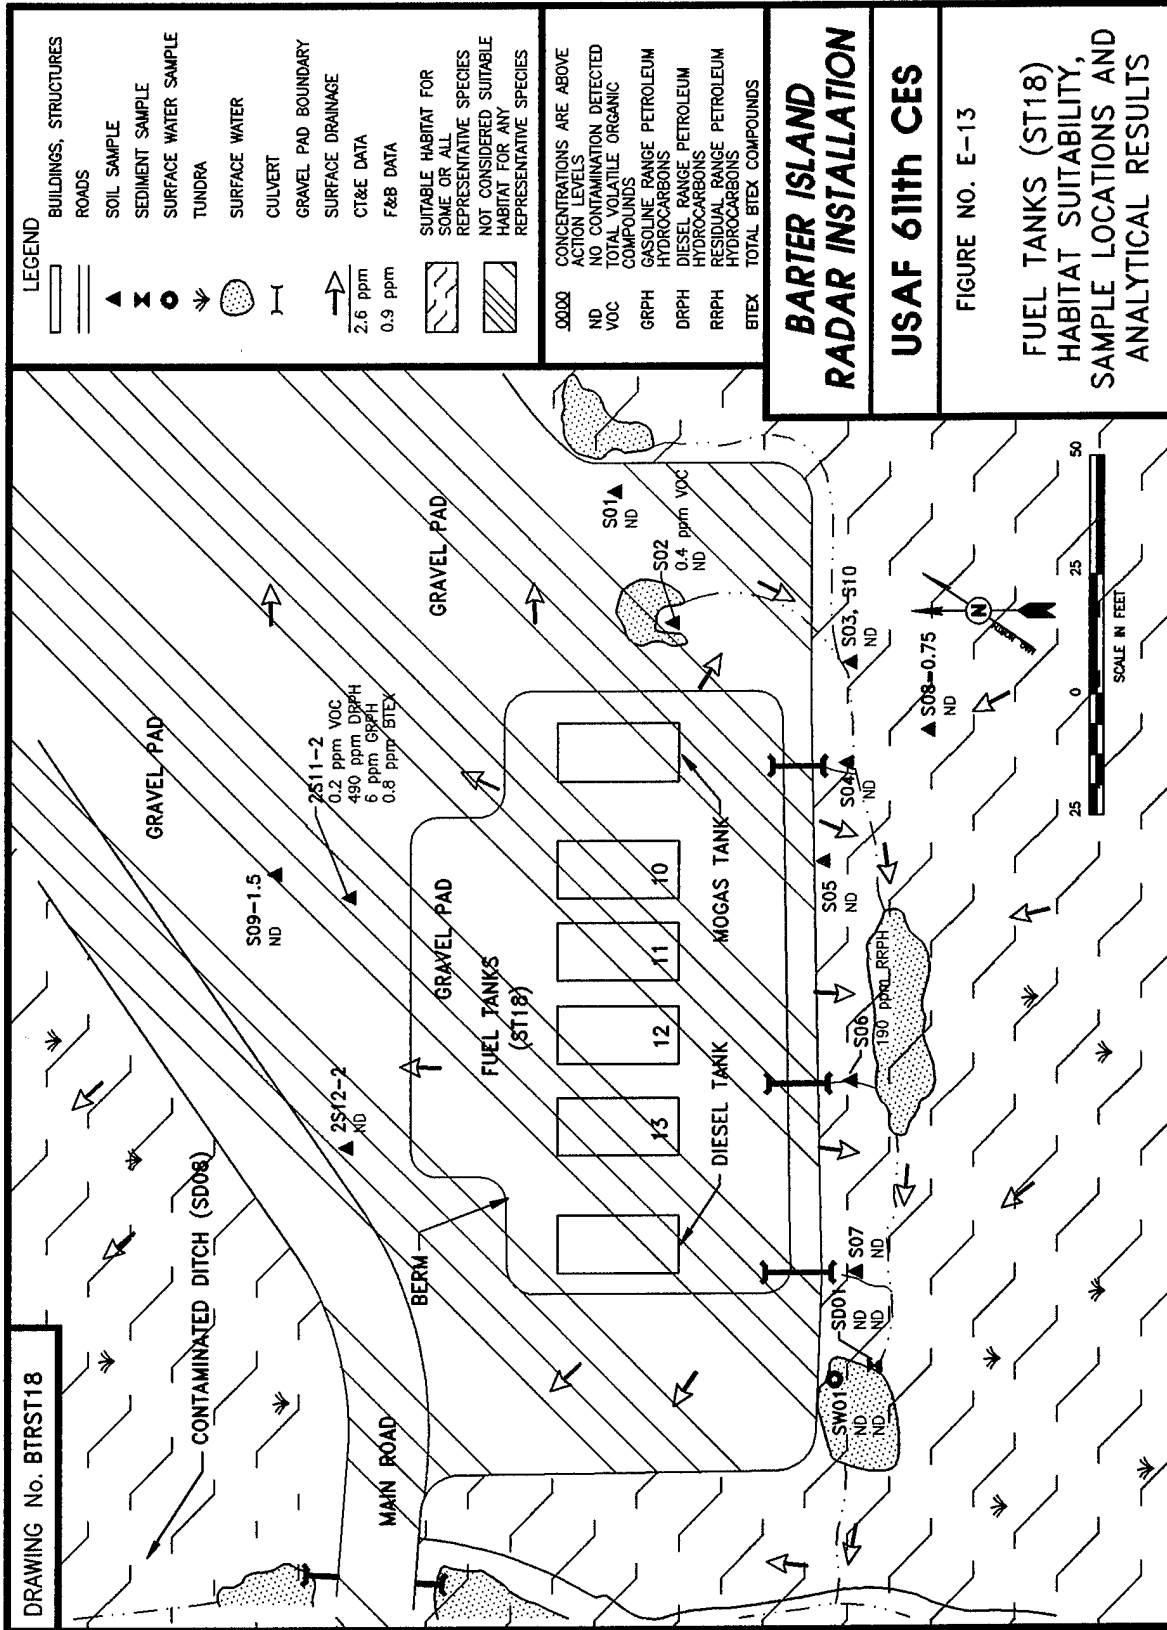 DRAWING No. BTRST18
LEGEND
BUILDINGS, STRUCTURES
ROADS
SOIL SAMPLE
SEDIMENT SAMPLE
SURFACE WATER SAMPLE
TUNDRA
SURFACE WATER
CULVERT
GRAVEL PAD BOUNDARY
SURFACE DRAINAGE
2.6 ppm CT&E DATA
0.9 ppm F&B DATA
SUITABLE HABITAT FOR
SOME OR ALL
REPRESENTATIVE SPECIES
NOT CONSIDERED SUITABLE
HABITAT FOR ANY
REPRESENTATIVE SPECIES
0000 CONCENTRATIONS ARE ABOVE
ACTION LEVELS
ND NO CONTAMINATION DETECTED
VOC TOTAL VOLATILE ORGANIC
COMPOUNDS
GRPH GASOLINE RANGE PETROLEUM
HYDROCARBONS
DRPH DIESEL RANGE PETROLEUM
HYDROCARBONS
RRPH RESIDUAL RANGE PETROLEUM
HYDROCARBONS
BTEX TOTAL BTEX COMPOUNDS
BARTER ISLAND
RADAR INSTALLATION
USAF 611th CES
FIGURE NO. E-13
FUEL TANKS (ST18)
HABITAT SUITABILITY,
SAMPLE LOCATIONS AND
ANALYTICAL RESULTS
CONTAMINATED DITCH (SD08)
GRAVEL PAD
S09-1.5
ND
2S11-2
0.2 ppm VOC
490 ppm DRPH
6 ppm GRPH
0.8 ppm BTEX
2S12-2
ND
MAIN ROAD
BERM
GRAVEL PAD
FUEL TANKS
(ST18)
GRAVEL PAD
13
12
11
10
DIESEL TANK
MOGAS TANK
S01
ND
S02
0.4 ppm VOC
ND
SW01
ND
ND
SD01
ND
ND
S07
ND
S06
190 ppm RRPH
S05
ND
S04
ND
S03, S10
ND
S08-0.75
ND
N
25
0
25
50
SCALE IN FEET